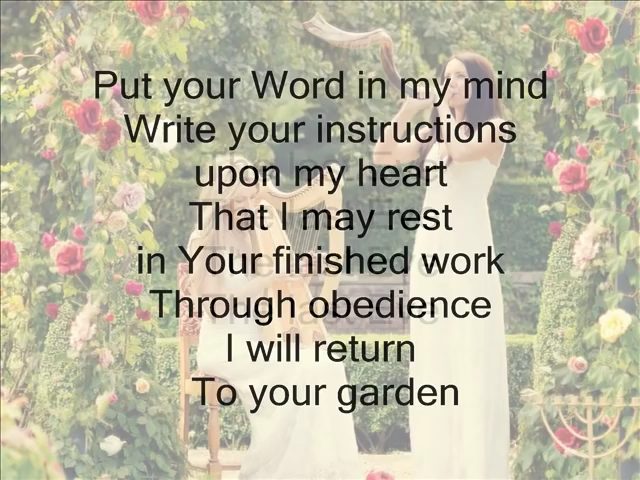 Put your Word in my mind
Write your instructions
upon my heart
That I may rest
in Your finished work
Through obedience
I will return
To your garden